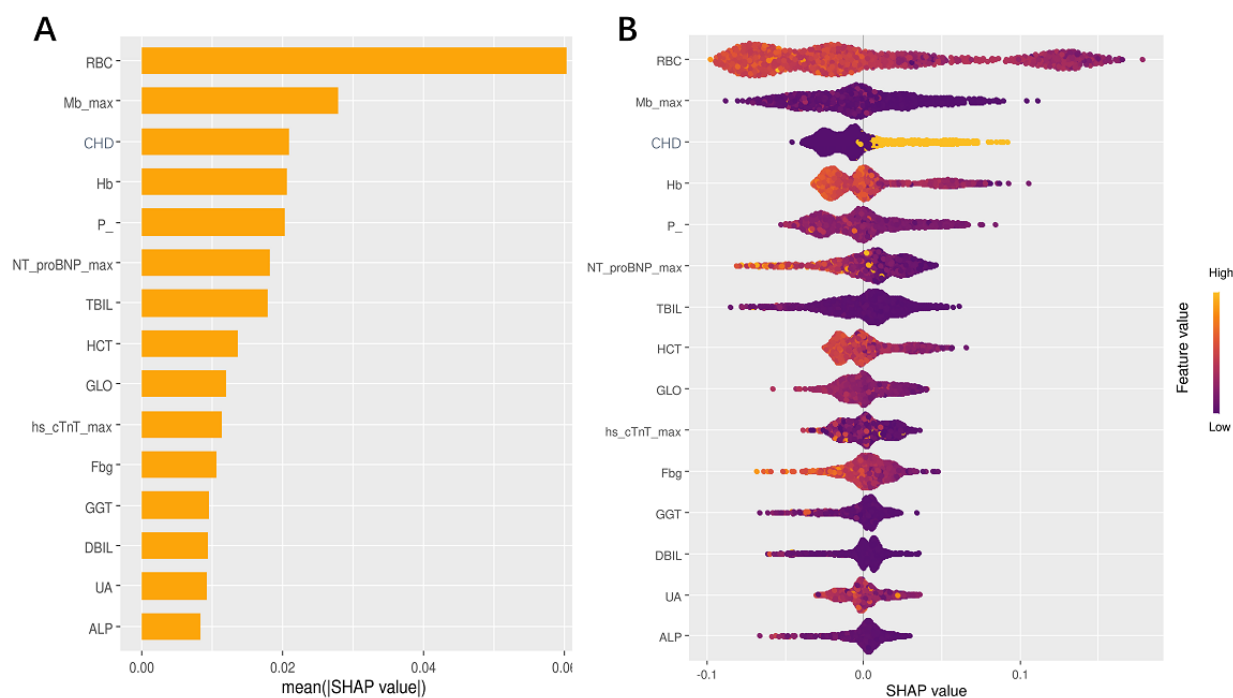 A
RBC
Mb_max
CHD
Hb
P_
NT_proBNP_max
TBIL
HCT
GLO
hs_cTnT_max
Fbg
GGT
DBIL
UA
ALP
0.00 0.02 0.04 0.06
mean(|SHAP value|)
B
RBC
Mb_max
CHD
Hb
P_
NT_proBNP_max
TBIL
HCT
GLO
hs_cTnT_max
Fbg
GGT
DBIL
UA
ALP
-0.1 0.0 0.1
SHAP value
High
Feature value
Low